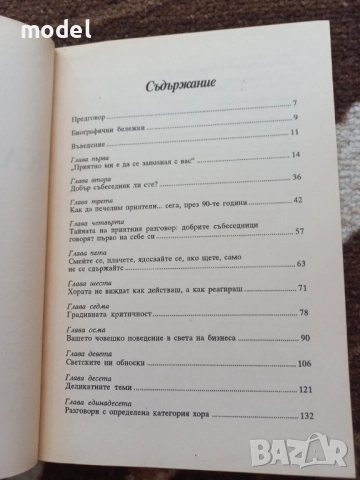 model
Съдържание
Предговор 7
Биографични бележки 9
Въведение 11
Глава първа
„Приятно ми е да се запозная с вас“ 14
Глава втора
Добър събеседник ли сте? 36
Глава трета
Как да печелим приятели... сега, през 90-те години 42
Глава четвърта
Тайната на приятния разговор: добрите събеседници
говорят първо на себе си 57
Глава пета
Смейте се, плачете, ядосвайте се, ако щете, само
не се сдържайте 63
Глава шеста
Хората не виждат как действаш, а как реагираш 71
Глава седма
Градивната критичност 78
Глава осма
Вашето човешко поведение в света на бизнеса 90
Глава девета
Светските ни обноски 106
Глава десета
Деликатните теми 121
Глава единадесета
Разговори с определена категория хора 132
BAZAR.bg